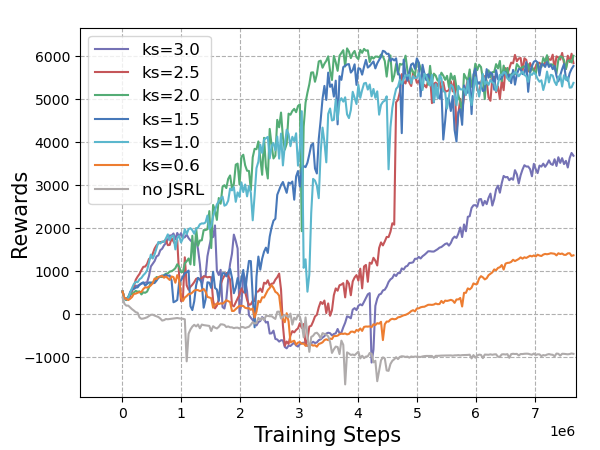 6000
5000
4000
3000
2000
1000
0
−1000
Rewards
ks=3.0
ks=2.5
ks=2.0
ks=1.5
ks=1.0
ks=0.6
no JSRL
0 1 2 3 4 5 6 7
1e6
Training Steps